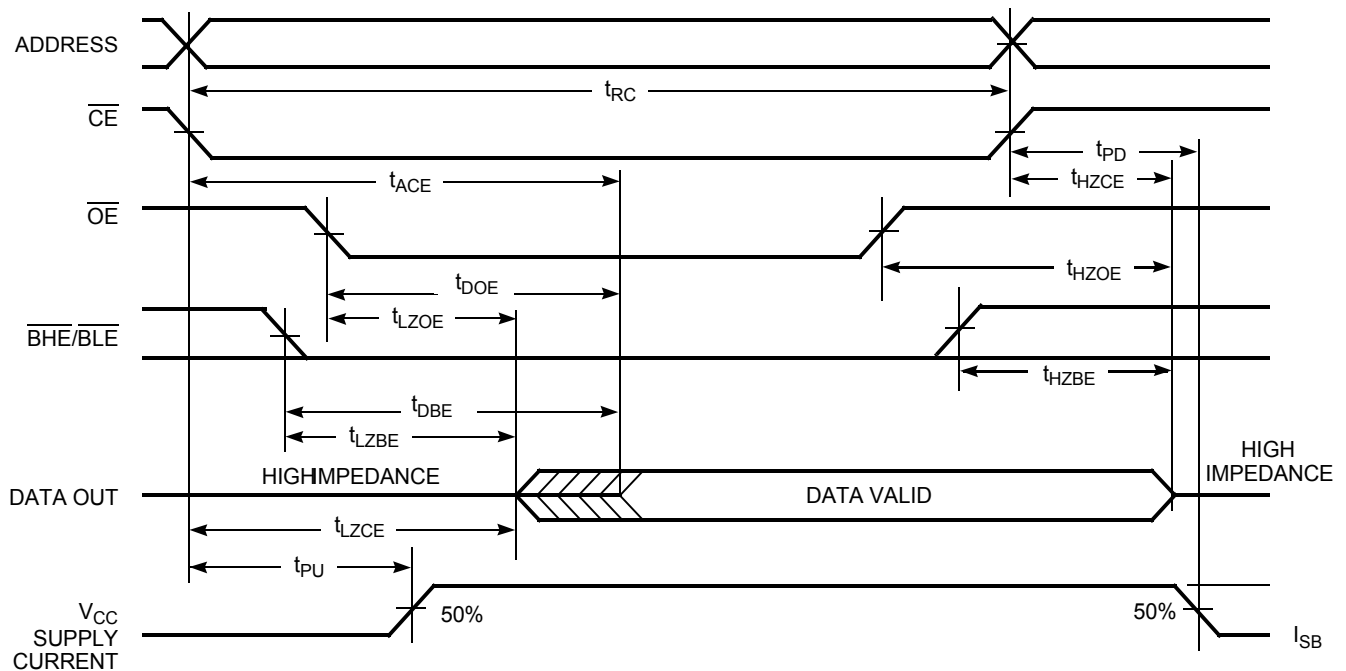 ADDRESS
tRC
CE
tPD
tACE
tHZCE
OE
tHZOE
tDOE
tLZOE
BHE/BLE
tHZBE
tDBE
tLZBE
HIGHIMPEDANCE
HIGH
IMPEDANCE
DATA OUT
DATA VALID
tLZCE
tPU
VCC
SUPPLY
CURRENT
50%
50%
ISB